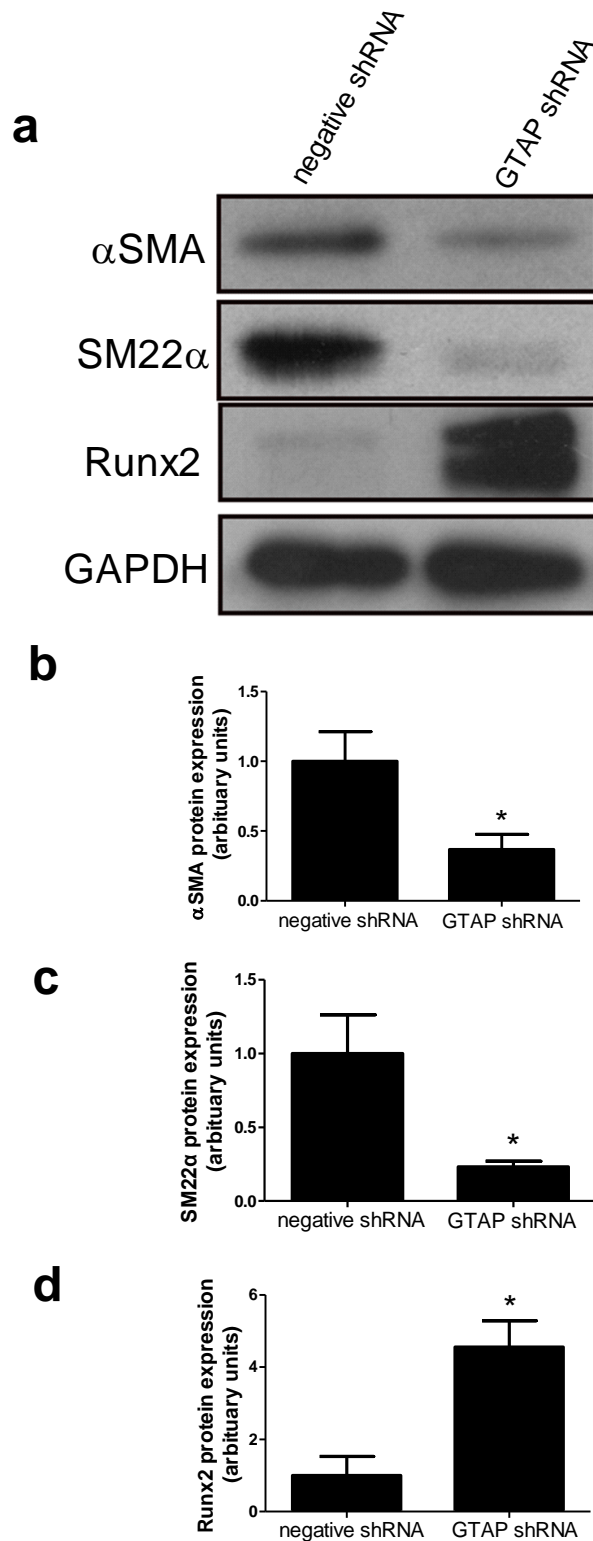 negative shRNA
GTAP shRNA
a
αSMA
SM22α
Runx2
GAPDH
b
αSMA protein expression
(arbituary units)
1.5
1.0
0.5
0.0
*
negative shRNA
GTAP shRNA
c
SM22α protein expression
(arbituary units)
1.5
1.0
0.5
0.0
*
negative shRNA
GTAP shRNA
d
Runx2 protein expression
(arbituary units)
6
4
2
0
*
negative shRNA
GTAP shRNA